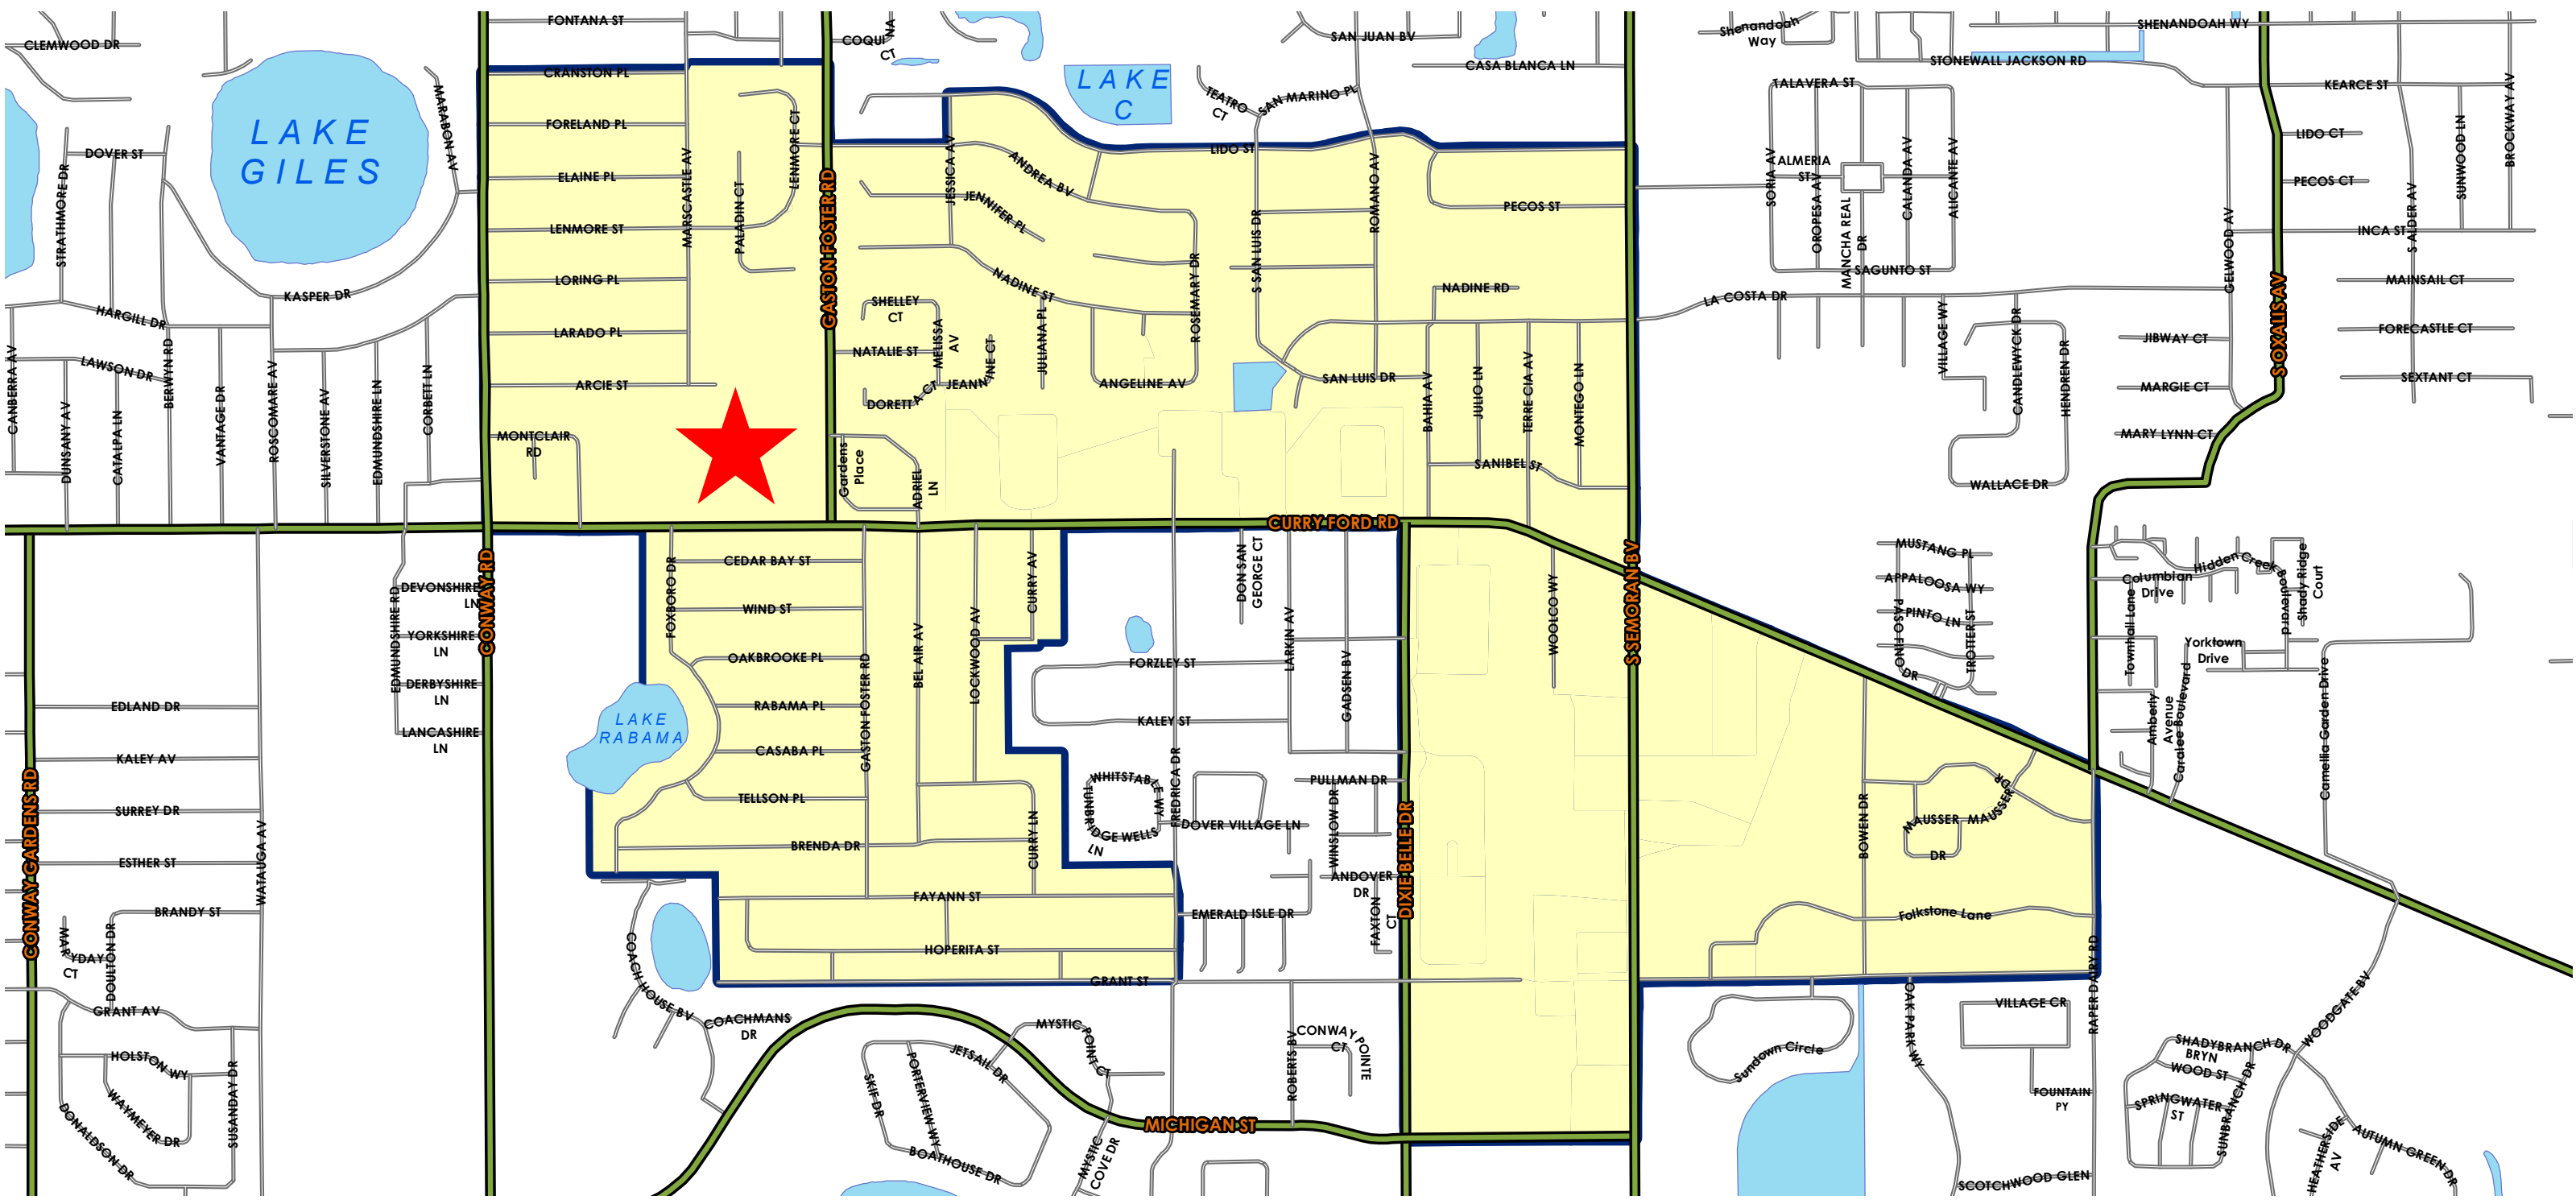 FONTANA ST
CLEMWOOD DR
COQUINA
CT
SAN JUAN BV
Shenandoah
Way
SHENANDOAH WY
STONEWALL JACKSON RD
CRANSTON PL
CASA BLANCA LN
LAKE
C
TALAVERA ST
KEARCE ST
BROCKWAY AV
MARABON AV
TEATRO
CT
SAN MARINO PL
LAKE
GILES
FORELAND PL
LENMORE CT
LIDO CT
SUNWOOD LN
DOVER ST
STRATHMORE DR
ELAINE PL
MARSCASTLE AV
PALADIN CT
GASTON FOSTER RD
JESSICA AV
ANDREA BV
LIDO ST
ROMANO AV
SORIA AV
ALMERIA
ST
OROPESA AV
CALANDA AV
ALICANTE AV
PECOS CT
JENNIFER PL
PECOS ST
LENMORE ST
S SAN LUIS DR
MANCHA REAL
DR
GELWOOD AV
INCA ST
S ALDER AV
SAGUNTO ST
LORING PL
NADINE ST
ROSEMARY DR
NADINE RD
LA COSTA DR
MAINSAIL CT
KASPER DR
HARGILL DR
SHELLEY
CT
MELISSA
AV
JULIANA PL
VILLAGE WY
CANDLEWYCK DR
HENDREN DR
S OXALIS AV
JIBWAY CT
FORECASTLE CT
LARADO PL
NATALIE ST
JEANNINE CT
CANBERRA AV
LAWSON DR
BERWYN RD
ARCIE ST
ANGELINE AV
SAN LUIS DR
BAHIA AV
JULIO LN
TERRE CIA AV
MONTEGO LN
MARGIE CT
SEXTANT CT
DORETTA CT
DUNSANY AV
CATALPA LN
VANTAGE DR
ROSCOMARE AV
SILVERSTONE AV
EDMUNDSHIRE LN
CORBETT LN
MONTCLAIR
RD
Gardens
Place
ADRIEL
LN
SANIBEL ST
MARY LYNN CT
WALLACE DR
CURRY FORD RD
CONWAY RD
FOXBORO DR
CEDAR BAY ST
CURRY AV
DON SAN
GEORGE CT
S SEMORAN BV
WOOLCO WY
MUSTANG PL
APPALOOSA WY
PINTO LN
PASO FINO
DR
TROTTER ST
Columbian
Drive
Hidden Creek Boulevard
Shady Ridge
Court
Townhall Lane
Yorktown
Drive
DEVONSHIRE
LN
EDMUNDSHIRE RD
YORKSHIRE
LN
DERBYSHIRE
LN
LANCASHIRE
LN
WIND ST
OAKBROOKE PL
GASTON FOSTER RD
BEL AIR AV
LOCKWOOD AV
FORZLEY ST
LARKIN AV
GADSEN BV
RABAMA PL
LAKE
RABAMA
CASABA PL
KALEY ST
EDLAND DR
KALEY AV
Amberly
Avenue
Caralee Boulevard
Camellia Garden Drive
CONWAY GARDENS RD
SURREY DR
WATAUGA AV
TELLSON PL
WHITSTABLE WY
TUNBRIDGE WELLS
LN
FREDRICA DR
PULLMAN DR
WINSLOW DR
DOVER VILLAGE LN
DIXIE BELLE DR
BOWEN DR
MAUSSER
DR
MAUSSER
DR
BRENDA DR
CURRY LN
ESTHER ST
ANDOVER
DR
FAYANN ST
EMERALD ISLE DR
FAXTON
CT
Folkstone Lane
BRANDY ST
MARYDAY
CT
DOULTON DR
COACH HOUSE BV
HOPERITA ST
GRANT ST
RAPER DAIRY RD
GRANT AV
COACHMANS
DR
MYSTIC
POINT CT
ROBERTS BV
CONWAY POINTE
CT
OAK PARK WY
VILLAGE CR
WOODGATE BV
HOLSTON WY
SUSANDAY DR
JETSAIL DR
SKIF DR
PORTERVIEW WY
Sundown Circle
SHADYBRANCH DR
BRYN
WOOD ST
SUNBRANCH DR
FOUNTAIN
PY
SPRINGWATER
ST
WAYMEYER DR
DONALDSON DR
MICHIGAN ST
BOATHOUSE DR
MYSTIC
COVE DR
SCOTCHWOOD GLEN
HEATHERSIDE
AV
AUTUMN GREEN DR